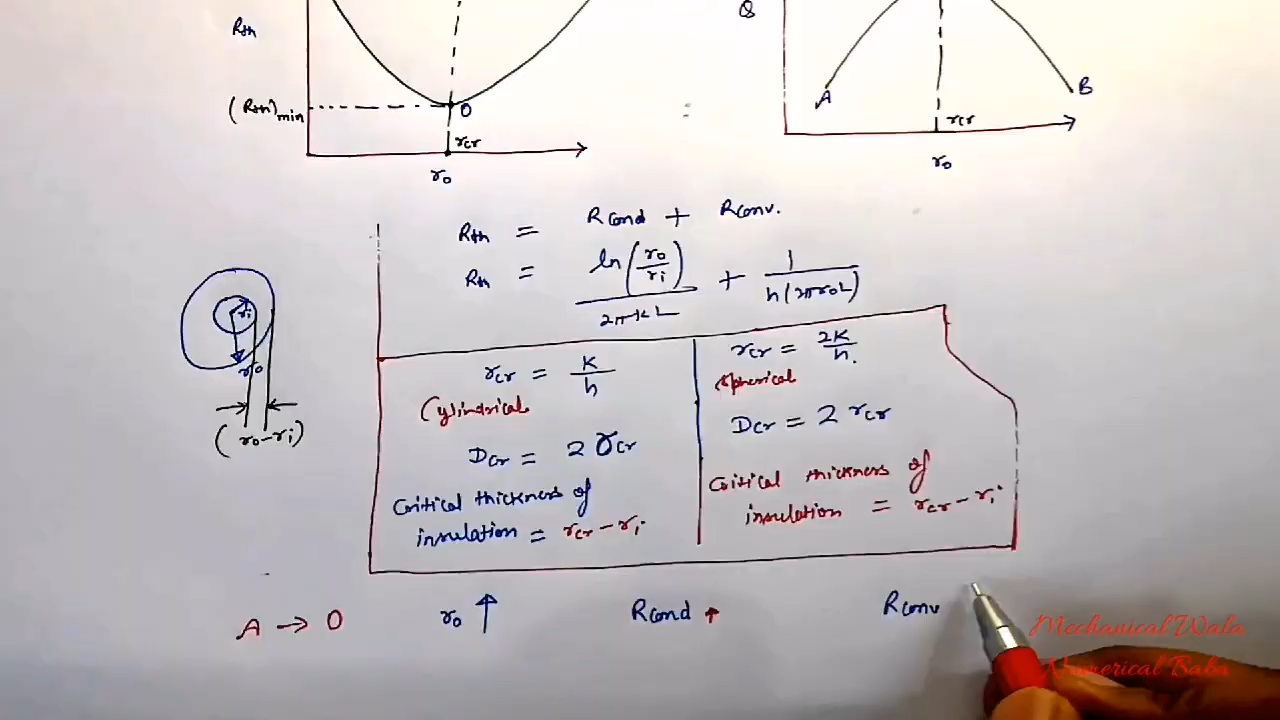 Rth
(Rth)min
O
rcr
r₀
Q
A
B
rcr
r₀
Rth = Rcond + Rconv.
Rth = ln(r₀/ri)/2πKL + 1/h(2πr₀L)
ri
r₀
(r₀-ri)
rcr = K/h
Cylindrical
Dcr = 2 rcr
Critical thickness of
insulation = rcr - ri
rcr = 2K/h.
Spherical
Dcr = 2 rcr
Critical thickness of
insulation = rcr - ri
A → O r₀ ↑ Rcond ↑ Rconv
Mechanical Wala
Numerical Baba